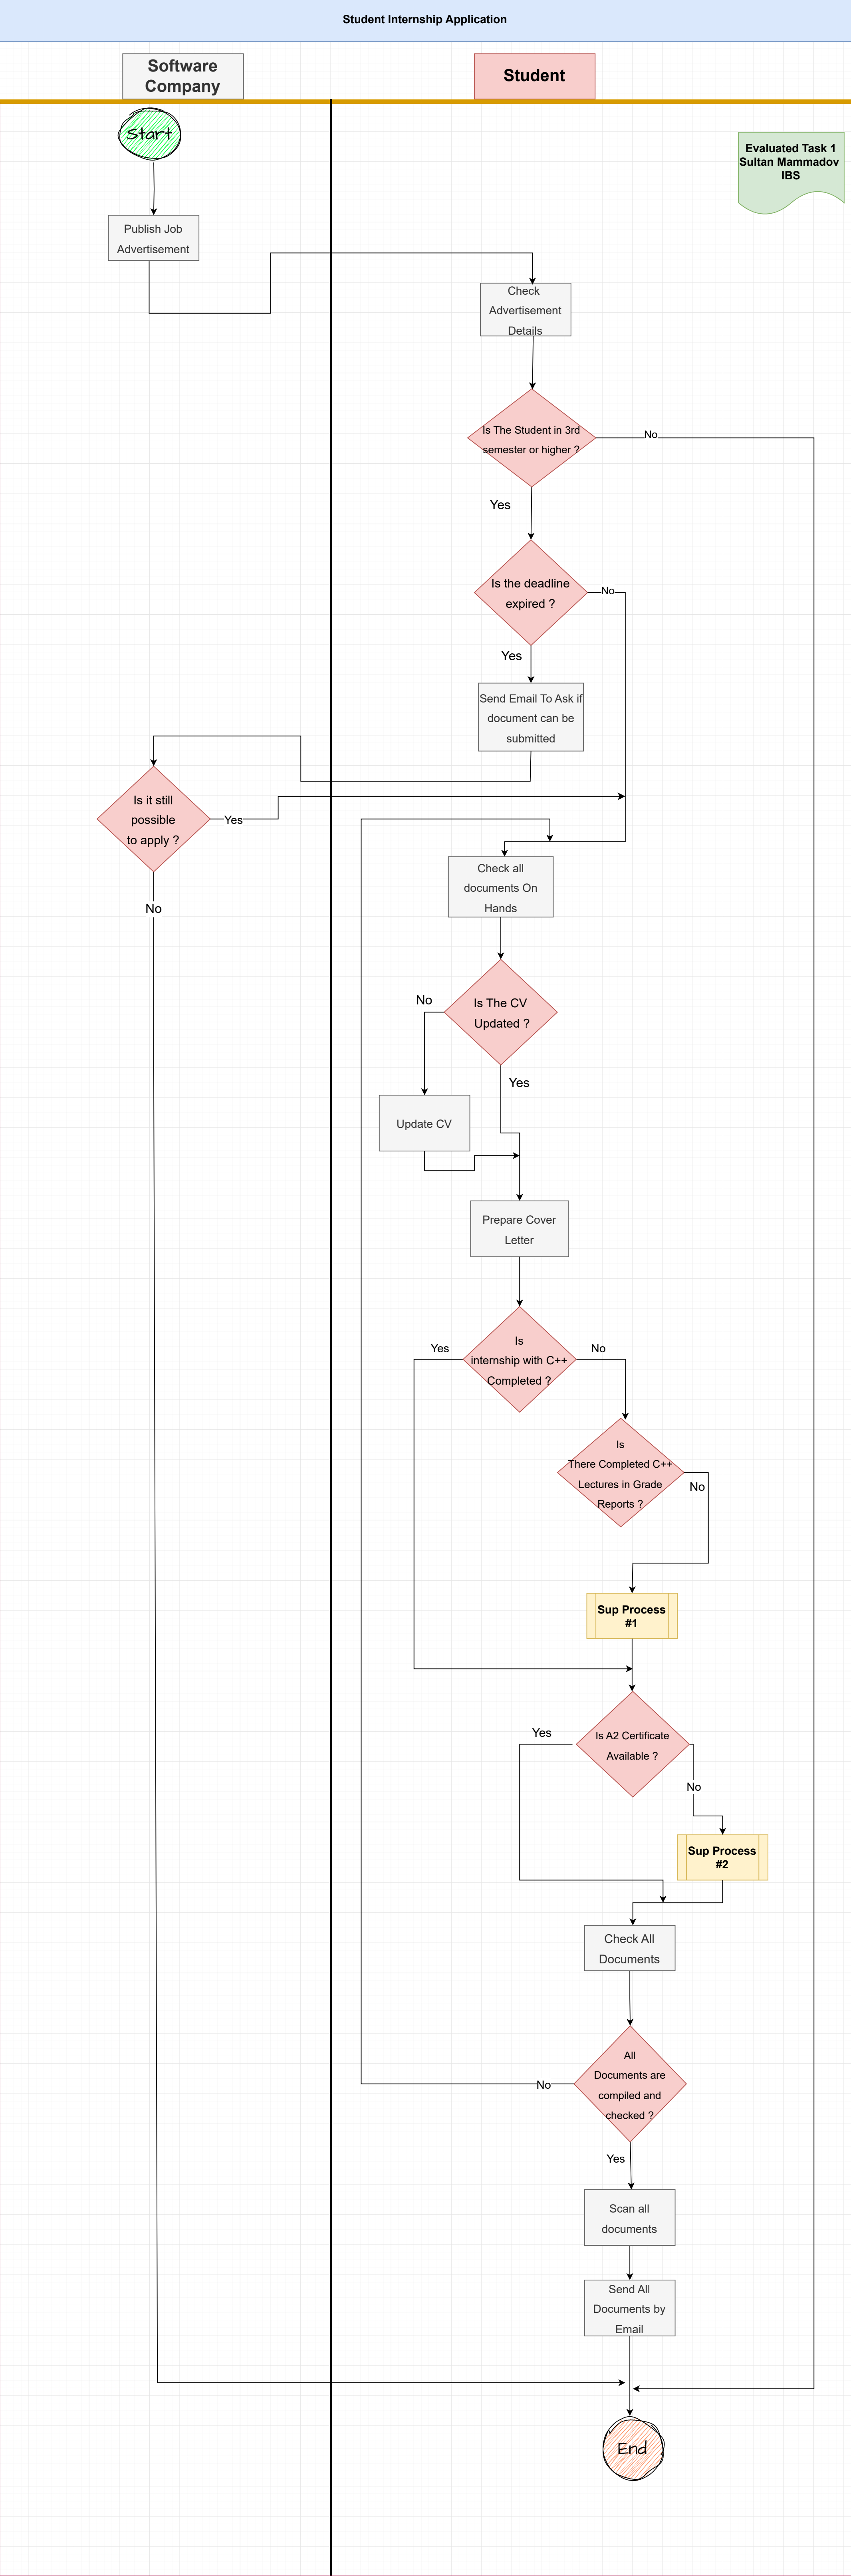 Student Internship Application
Software
Company
Student
Start
Evaluated Task 1
Sultan Mammadov
IBS
Publish Job
Advertisement
Check
Advertisement
Details
Is The Student in 3rd
semester or higher ?
No
Yes
Is the deadline
expired ?
No
Yes
Send Email To Ask if
document can be
submitted
Is it still
possible
to apply ?
Yes
No
Check all
documents On
Hands
Is The CV
Updated ?
No
Yes
Update CV
Prepare Cover
Letter
Is
internship with C++
Completed ?
Yes
No
Is
There Completed C++
Lectures in Grade
Reports ?
No
Sup Process
#1
Is A2 Certificate
Available ?
Yes
No
Sup Process
#2
Check All
Documents
All
Documents are
compiled and
checked ?
No
Yes
Scan all
documents
Send All
Documents by
Email
End